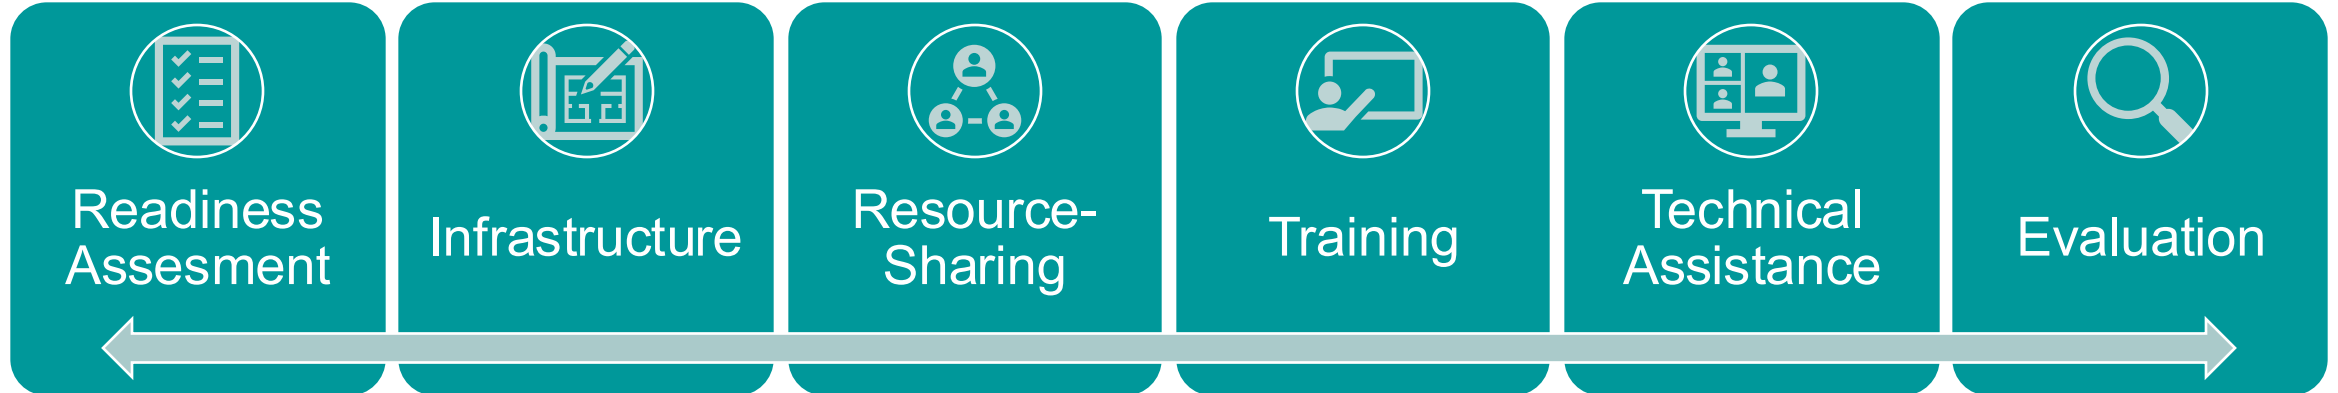 Readiness
Assesment
Infrastructure
Resource-
Sharing
Training
Technical
Assistance
Evaluation